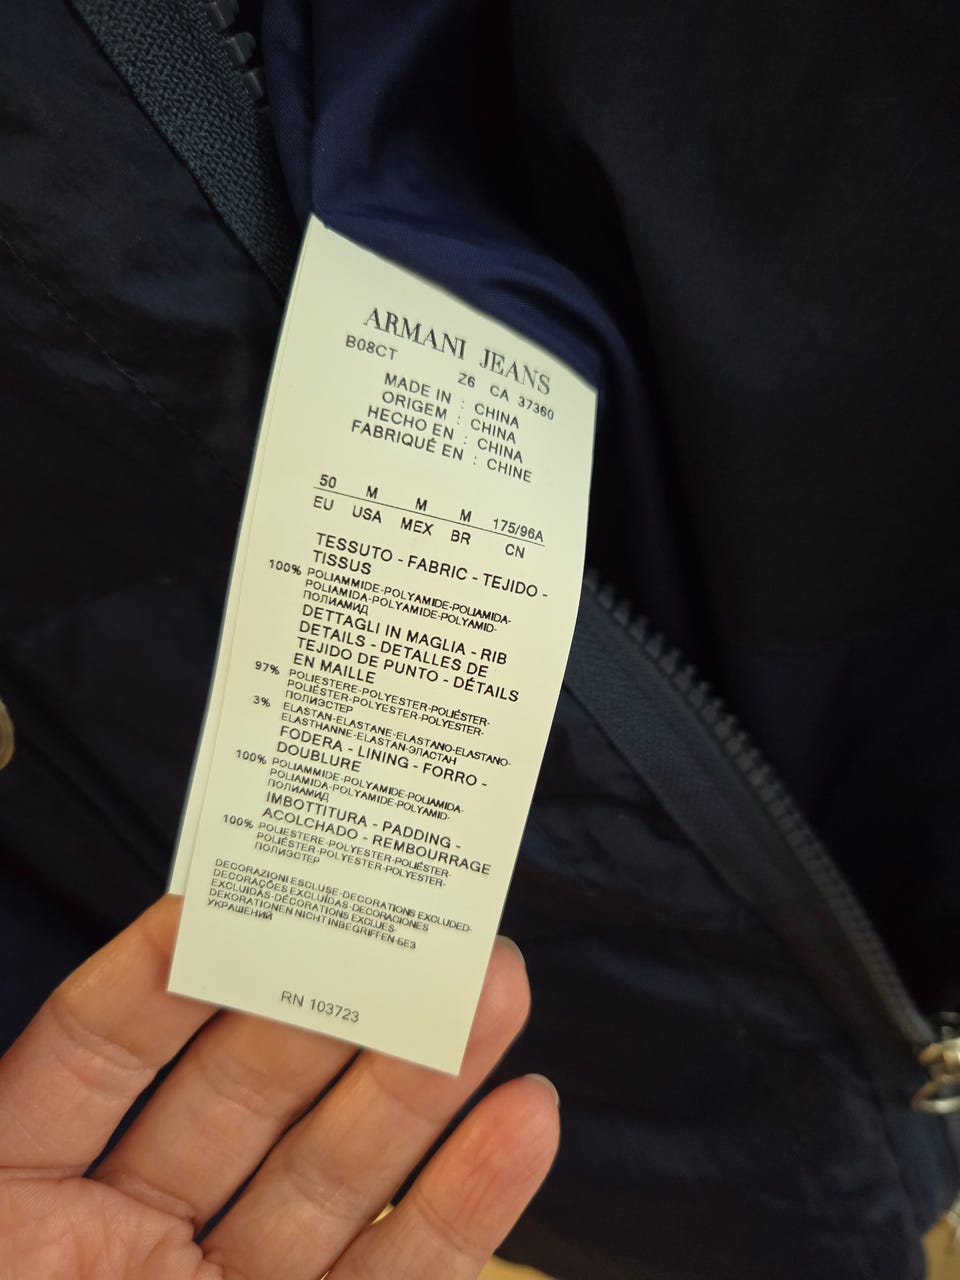 ARMANI JEANS
B08CT
Z6 CA 37360
MADE IN : CHINA
ORIGEM : CHINA
HECHO EN : CHINA
FABRIQUÉ EN : CHINE
50 M M M 175/96A
EU USA MEX BR CN
TESSUTO - FABRIC - TEJIDO -
TISSUS
100% POLIAMMIDE-POLYAMIDE-POLIAMIDA-
POLIAMIDA-POLYAMIDE-POLYAMID-
ПОЛИАМИД
DETTAGLI IN MAGLIA - RIB
DETAILS - DETALLES DE
TEJIDO DE PUNTO - DÉTAILS
EN MAILLE
97% POLIESTERE-POLYESTER-POLIÉSTER-
POLIÉSTER-POLYESTER-POLYESTER-
ПОЛИЭСТЕР
3% ELASTAN-ELASTANE-ELASTANO-ELASTANO-
ELASTHANNE-ELASTAN-ЭЛАСТАН
FODERA - LINING - FORRO -
DOUBLURE
100% POLIAMMIDE-POLYAMIDE-POLIAMIDA-
POLIAMIDA-POLYAMIDE-POLYAMID-
ПОЛИАМИД
IMBOTTITURA - PADDING -
ACOLCHADO - REMBOURRAGE
100% POLIESTERE-POLYESTER-POLIÉSTER-
POLIÉSTER-POLYESTER-POLYESTER-
ПОЛИЭСТЕР
DECORAZIONI ESCLUSE-DECORATIONS EXCLUDED-
DECORAÇÕES EXCLUÍDAS-DECORACIONES
EXCLUIDAS-DÉCORATIONS EXCLUES-
DEKORATIONEN NICHT INBEGRIFFEN-БЕЗ
УКРАШЕНИЙ
RN 103723